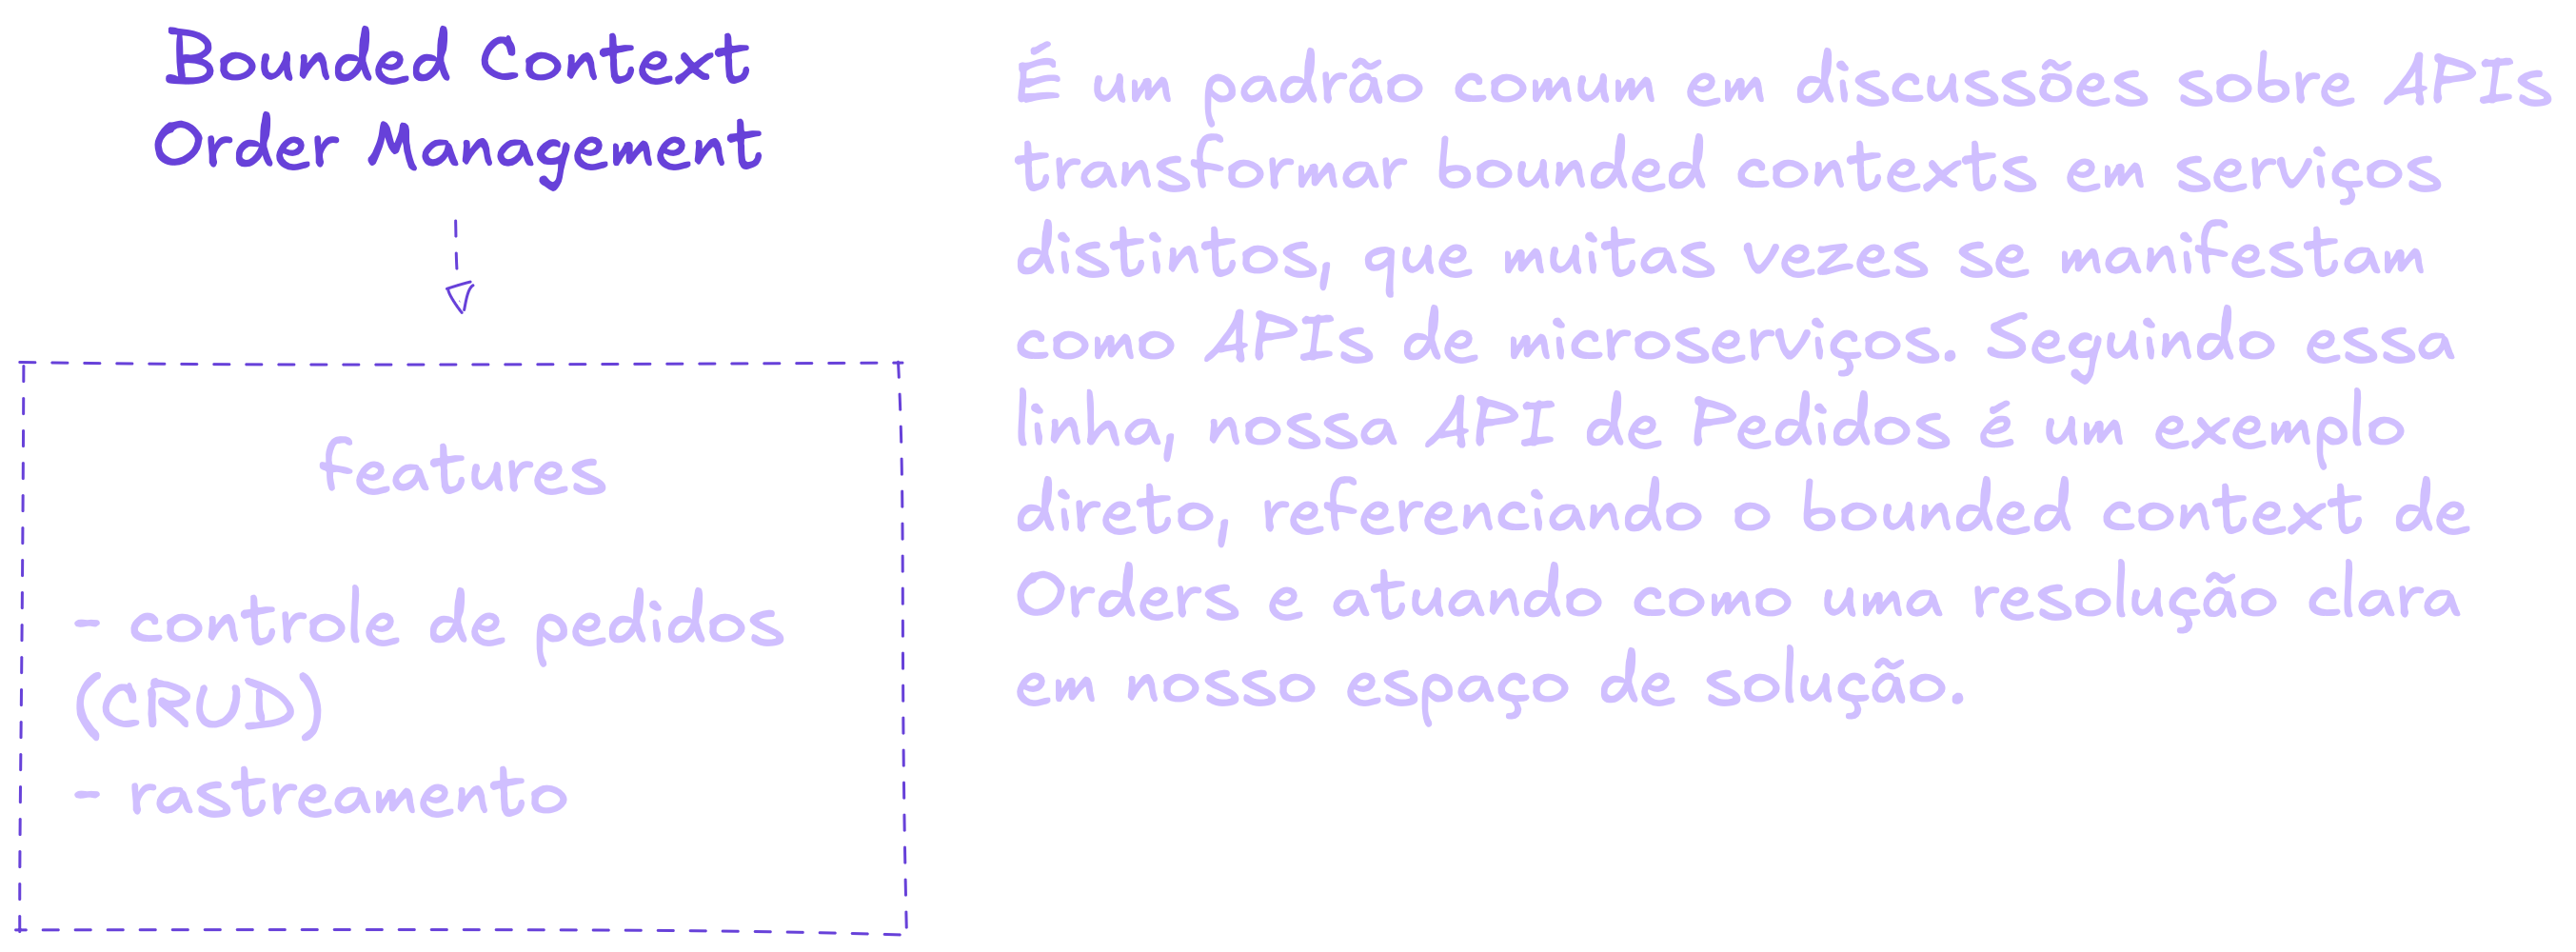 Bounded Context
Order Management
features
- controle de pedidos
(CRUD)
- rastreamento
É um padrão comum em discussões sobre APIs
transformar bounded contexts em serviços
distintos, que muitas vezes se manifestam
como APIs de microserviços. Seguindo essa
linha, nossa API de Pedidos é um exemplo
direto, referenciando o bounded context de
Orders e atuando como uma resolução clara
em nosso espaço de solução.